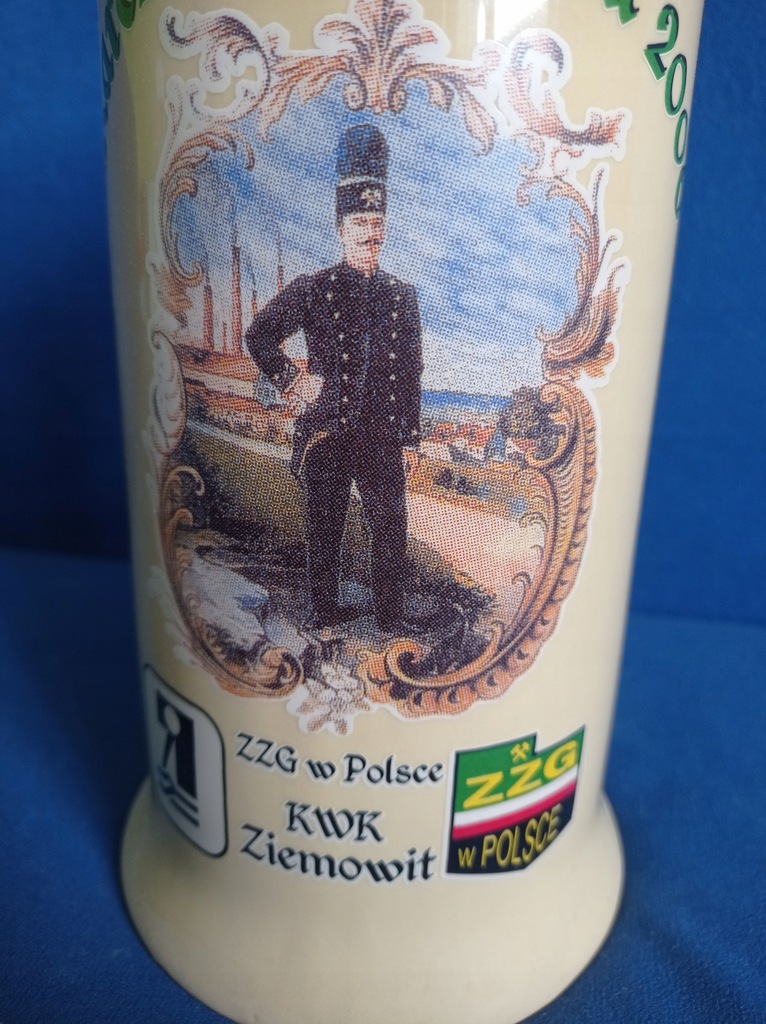 ZZG w Polsce
KWK
Ziemowit
ZZG
w POLSCE